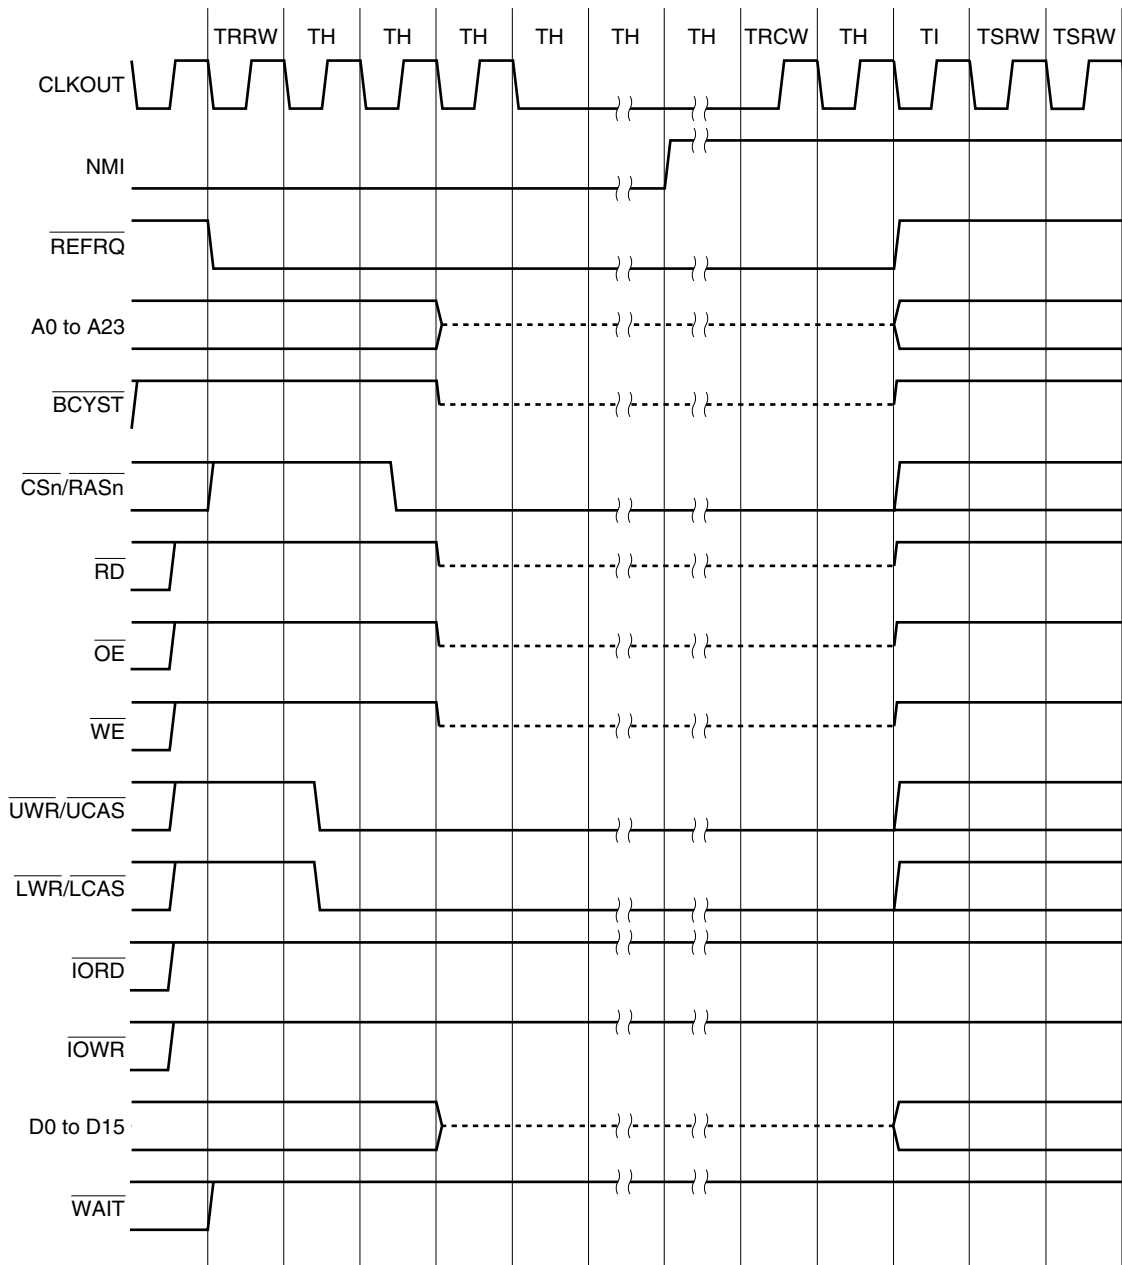 TRRW TH TH TH TH TH TH TRCW TH TI TSRW TSRW
CLKOUT
NMI
REFRQ
A0 to A23
BCYST
CSn/RASn
RD
OE
WE
UWR/UCAS
LWR/LCAS
IORD
IOWR
D0 to D15
WAIT